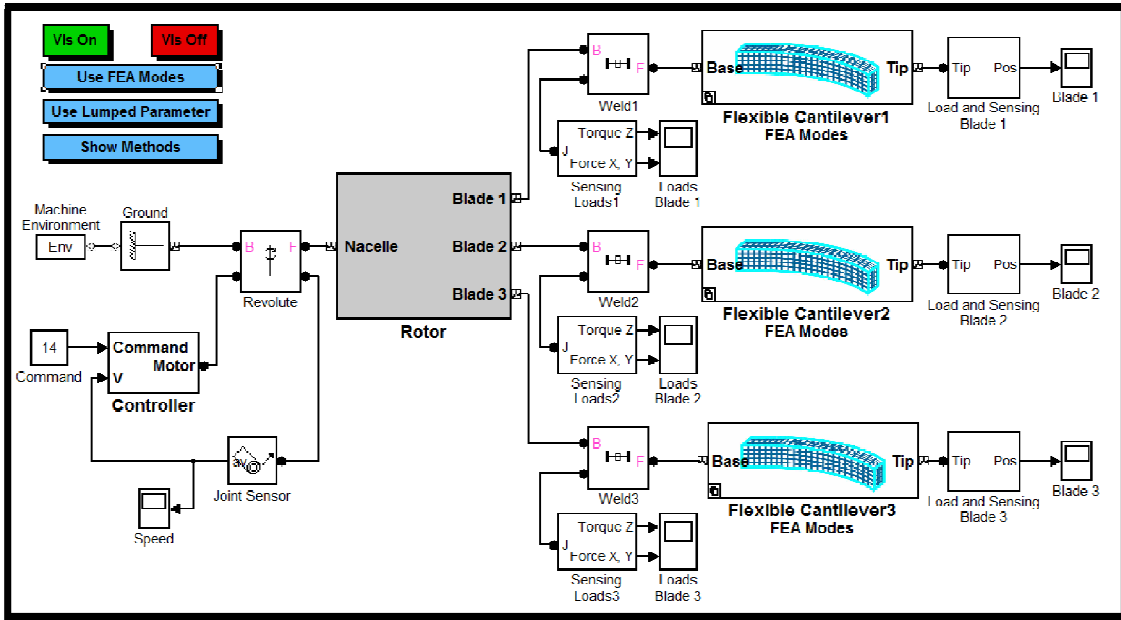 VIs On
VIs Off
Use FEA Modes
Use Lumped Parameter
Show Methods
Machine
Environment
Env
Ground
B
F
Revolute
14
Command
Command
Motor
V
Controller
av
Joint Sensor
Speed
Nacelle
Blade 1
Blade 2
Blade 3
Rotor
B
F
Weld1
Base
Tip
Flexible Cantilever1
FEA Modes
Tip
Pos
Load and Sensing
Blade 1
Blade 1
J
Torque Z
Force X, Y
Sensing
Loads1
Loads
Blade 1
B
F
Weld2
Base
Tip
Flexible Cantilever2
FEA Modes
Tip
Pos
Load and Sensing
Blade 2
Blade 2
J
Torque Z
Force X, Y
Sensing
Loads2
Loads
Blade 2
B
F
Weld3
Base
Tip
Flexible Cantilever3
FEA Modes
Tip
Pos
Load and Sensing
Blade 3
Blade 3
J
Torque Z
Force X, Y
Sensing
Loads3
Loads
Blade 3